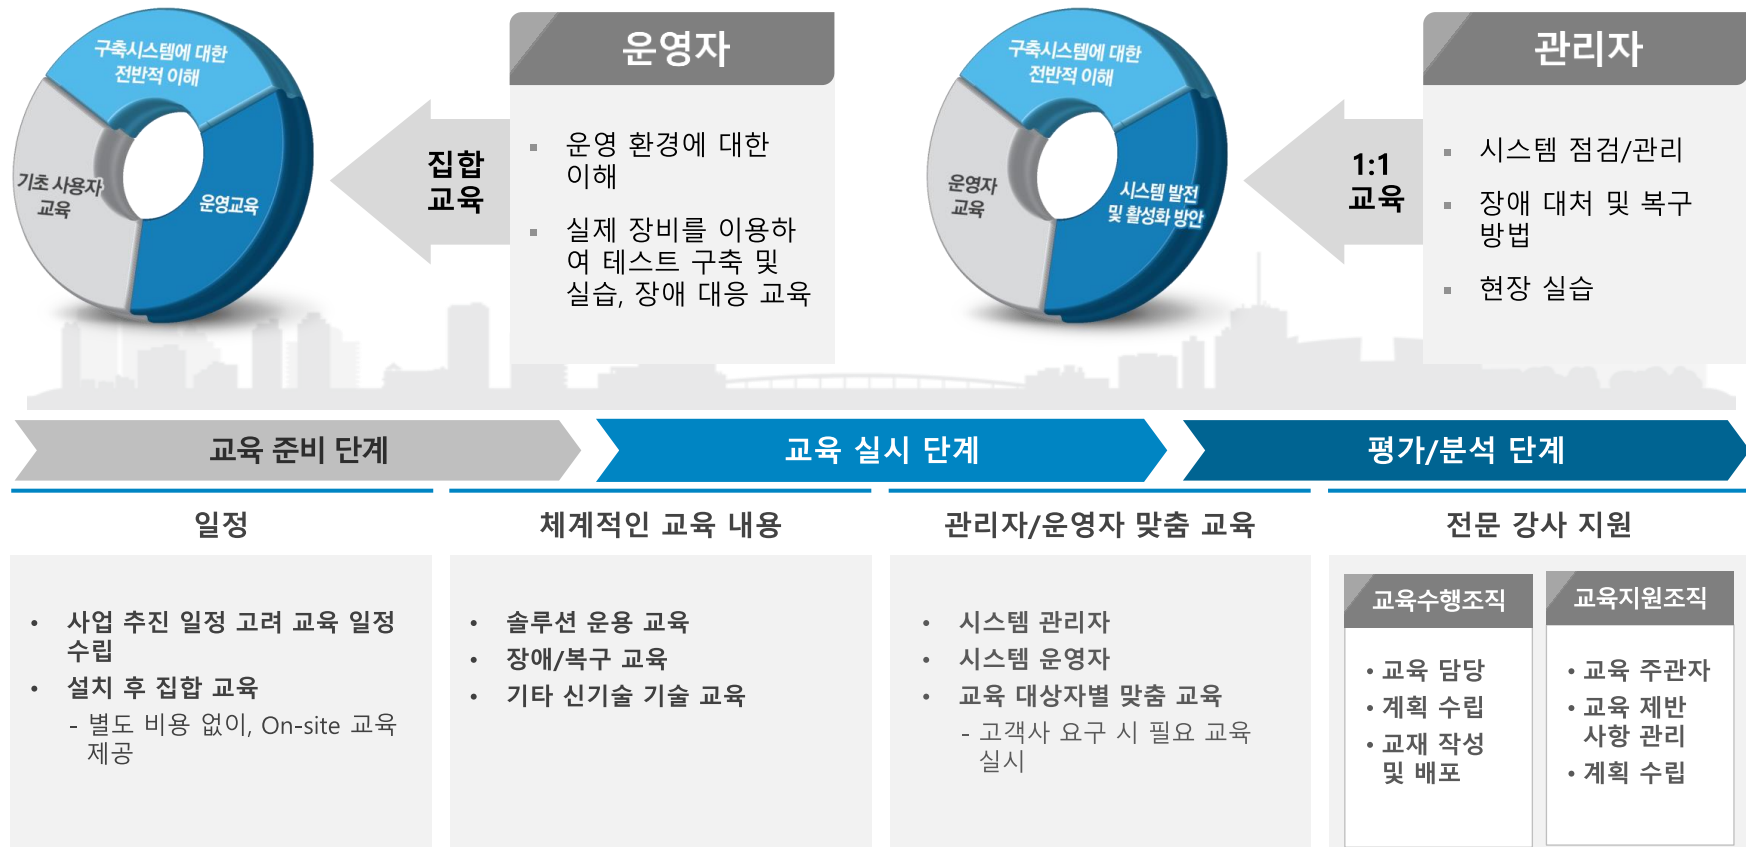 구축시스템에 대한
전반적 이해
기초 사용자
교육
운영교육
집합
교육
운영자
▪ 운영 환경에 대한
이해
▪ 실제 장비를 이용하
여 테스트 구축 및
실습, 장애 대응 교육
구축시스템에 대한
전반적 이해
운영자
교육
시스템 발전
및 활성화 방안
1:1
교육
관리자
▪ 시스템 점검/관리
▪ 장애 대처 및 복구
방법
▪ 현장 실습
교육 준비 단계
교육 실시 단계
평가/분석 단계
일정
• 사업 추진 일정 고려 교육 일정
수립
• 설치 후 집합 교육
- 별도 비용 없이, On-site 교육
제공
체계적인 교육 내용
• 솔루션 운용 교육
• 장애/복구 교육
• 기타 신기술 기술 교육
관리자/운영자 맞춤 교육
• 시스템 관리자
• 시스템 운영자
• 교육 대상자별 맞춤 교육
- 고객사 요구 시 필요 교육
실시
전문 강사 지원
교육수행조직
• 교육 담당
• 계획 수립
• 교재 작성
및 배포
교육지원조직
• 교육 주관자
• 교육 제반
사항 관리
• 계획 수립